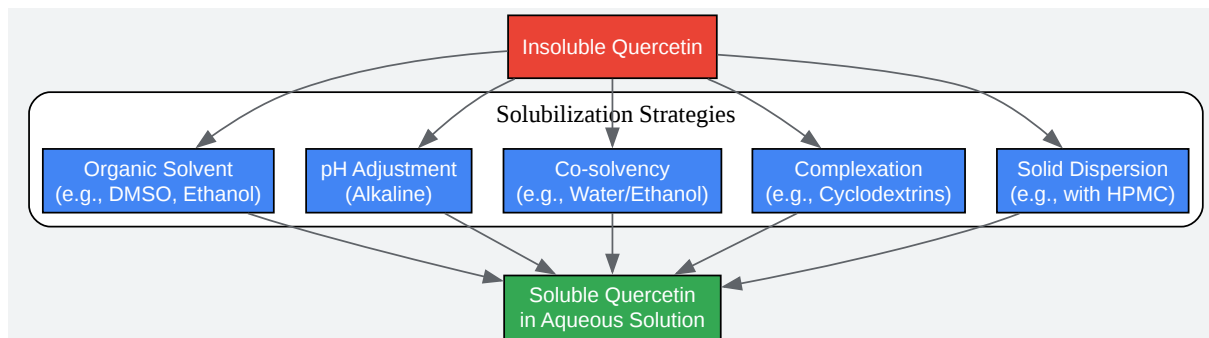 Insoluble Quercetin
Solubilization Strategies
Organic Solvent
(e.g., DMSO, Ethanol)
pH Adjustment
(Alkaline)
Co-solvency
(e.g., Water/Ethanol)
Complexation
(e.g., Cyclodextrins)
Solid Dispersion
(e.g., with HPMC)
Soluble Quercetin
in Aqueous Solution